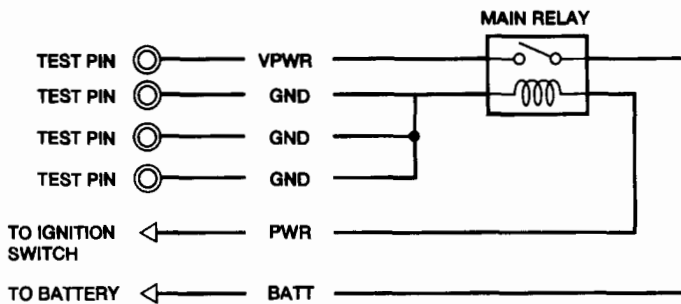 MAIN RELAY
TEST PIN VPWR
TEST PIN GND
TEST PIN GND
TEST PIN GND
TO IGNITION PWR
SWITCH
TO BATTERY BATT